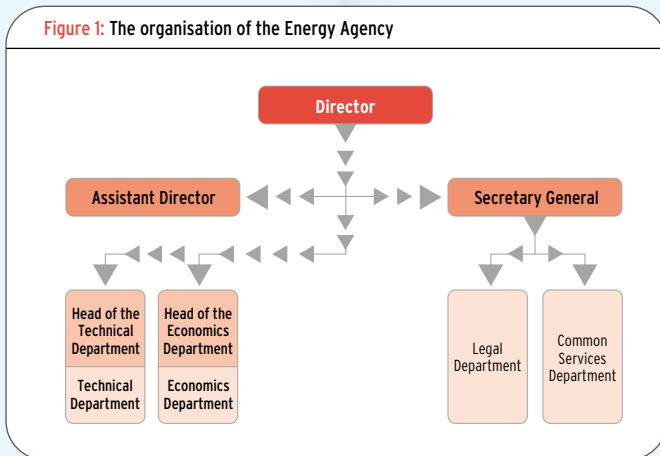 Figure 1: The organisation of the Energy Agency
Director
Assistant Director
Secretary General
Head of the
Technical
Department
Technical
Department
Head of the
Economics
Department
Economics
Department
Legal
Department
Common
Services
Department